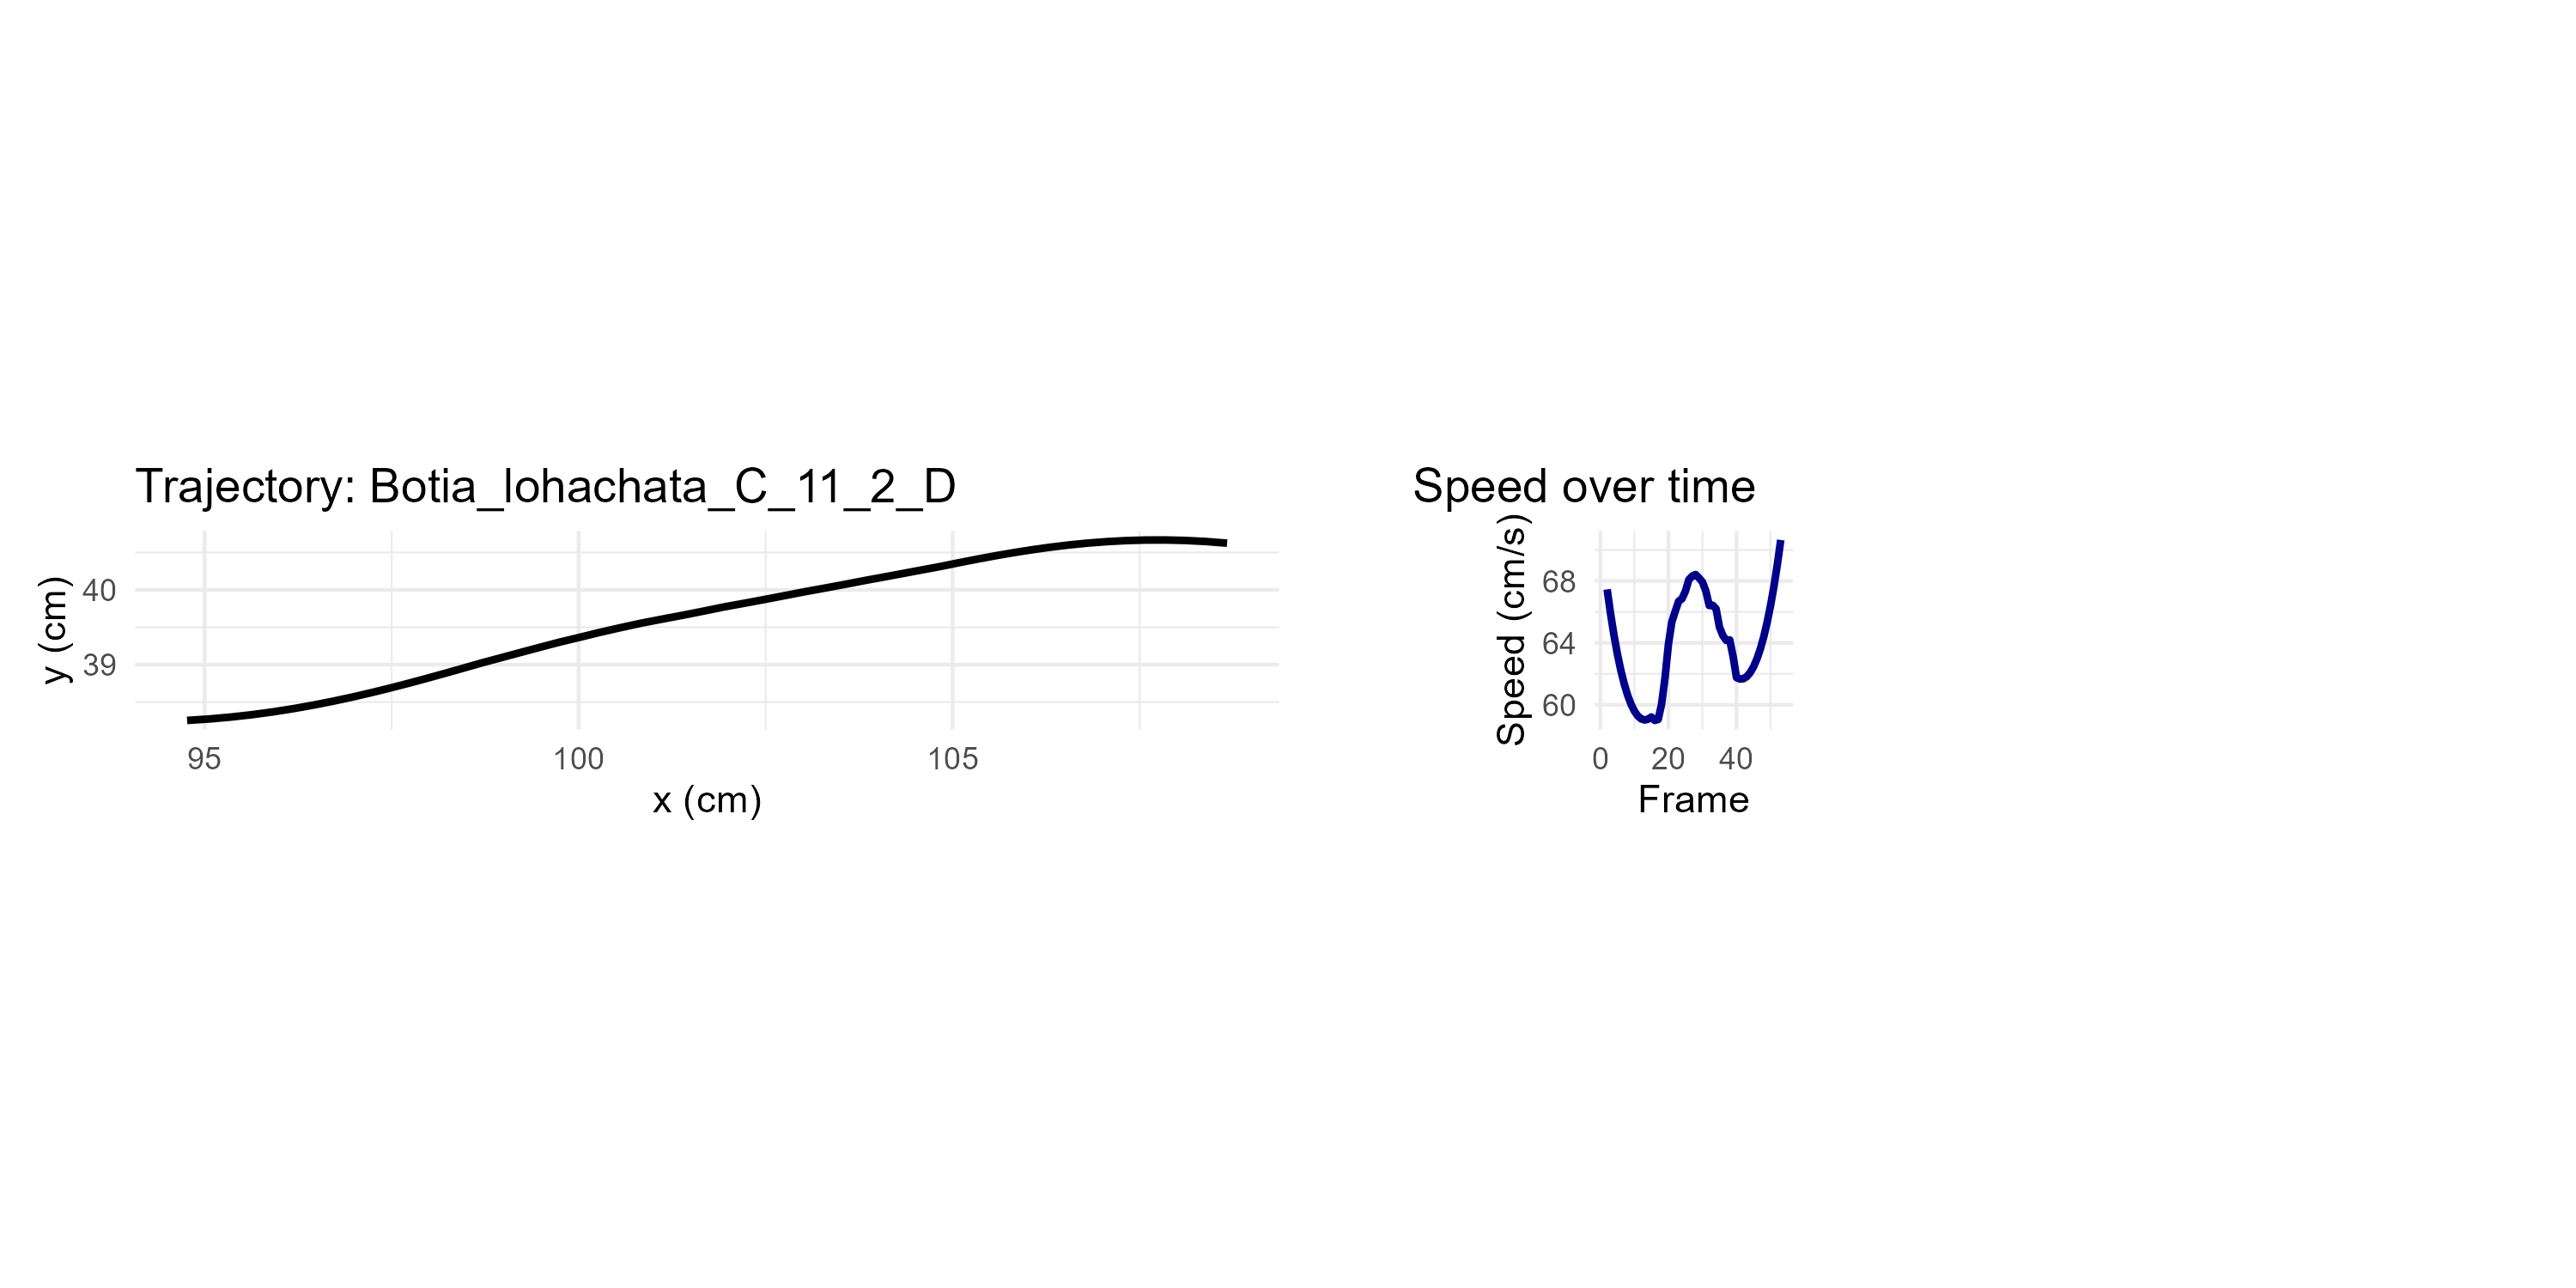 Trajectory: Botia_lohachata_C_11_2_D
y (cm)
40
39
95 100 105
x (cm)
Speed over time
Speed (cm/s)
68
64
60
0 20 40
Frame